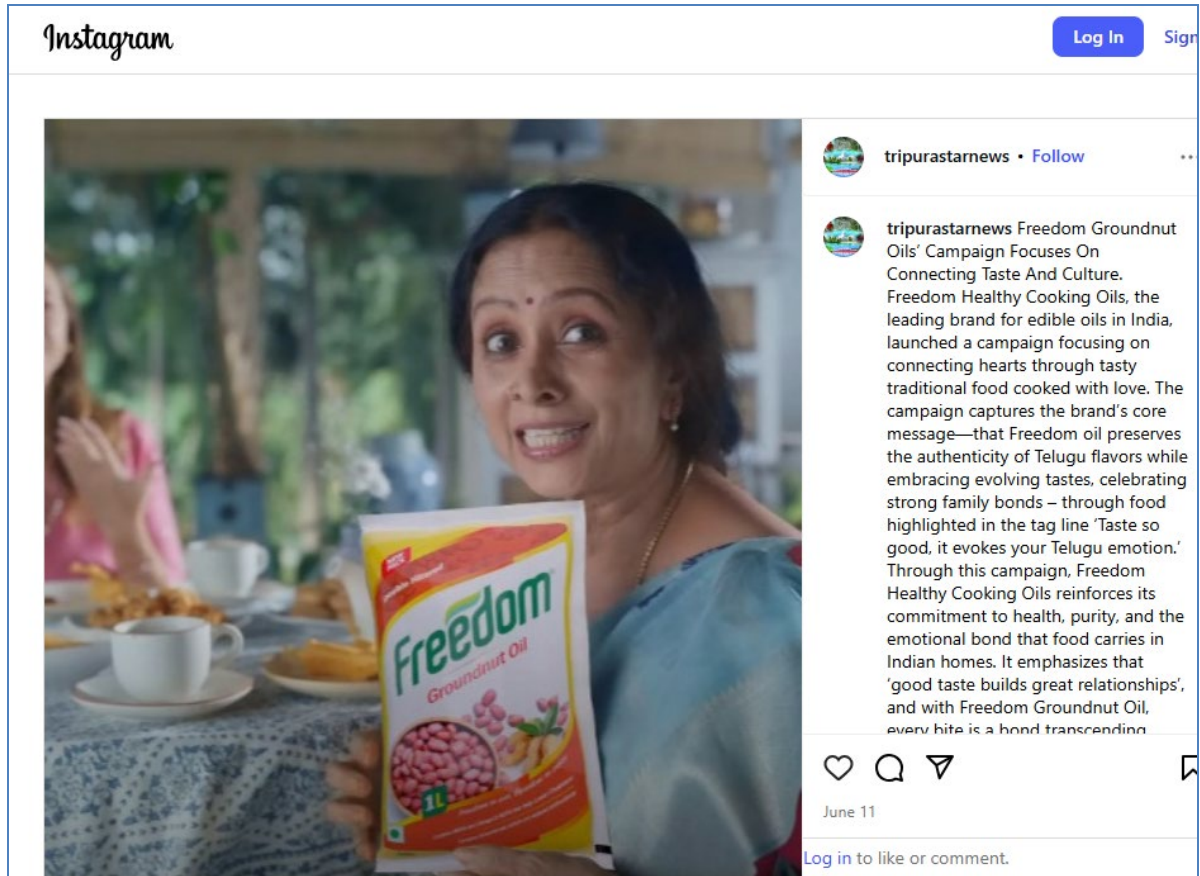 Instagram
Log In
Sign
tripurastarnews • Follow
tripurastarnews Freedom Groundnut
Oils’ Campaign Focuses On
Connecting Taste And Culture.
Freedom Healthy Cooking Oils, the
leading brand for edible oils in India,
launched a campaign focusing on
connecting hearts through tasty
traditional food cooked with love. The
campaign captures the brand’s core
message—that Freedom oil preserves
the authenticity of Telugu flavors while
embracing evolving tastes, celebrating
strong family bonds – through food
highlighted in the tag line ‘Taste so
good, it evokes your Telugu emotion.’
Through this campaign, Freedom
Healthy Cooking Oils reinforces its
commitment to health, purity, and the
emotional bond that food carries in
Indian homes. It emphasizes that
‘good taste builds great relationships’,
and with Freedom Groundnut Oil,
every bite is a bond transcending
June 11
Log in to like or comment.
Freedom
Groundnut Oil
1L